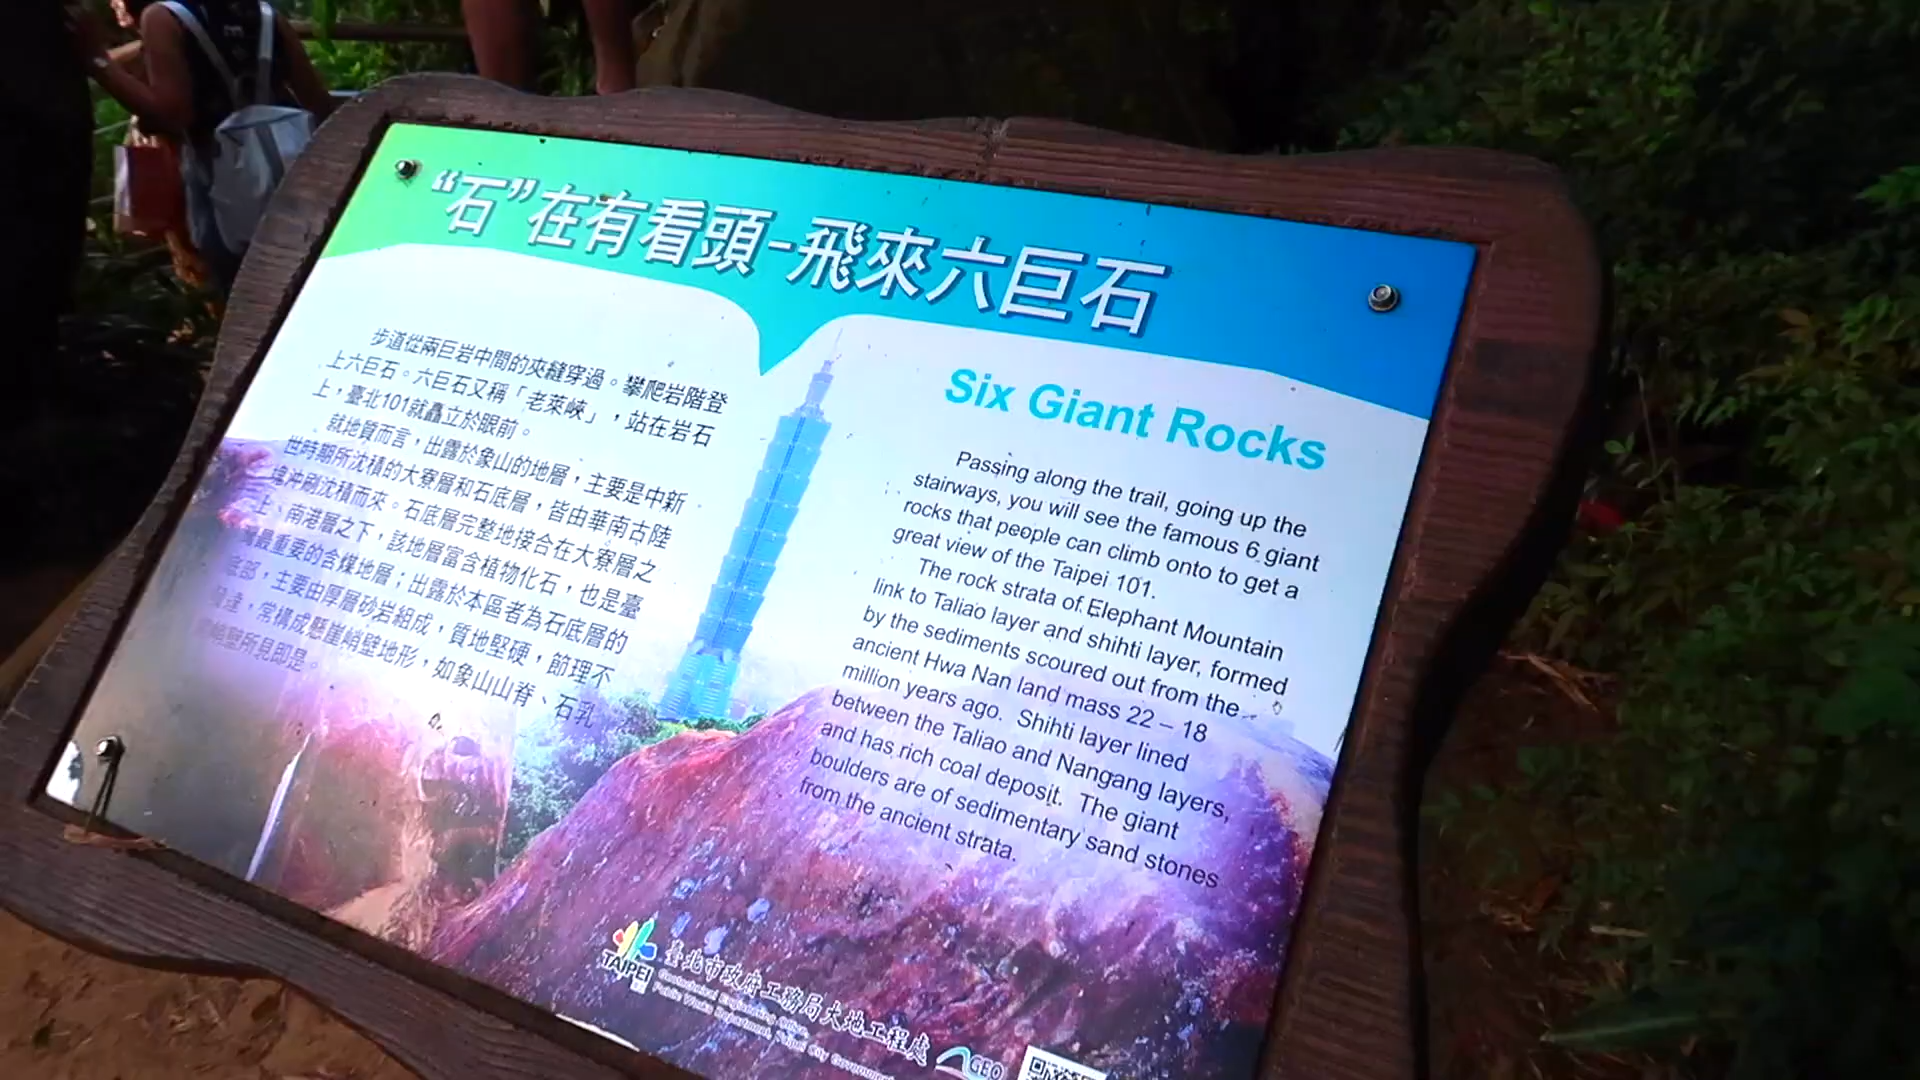 “石”在有看頭-飛來六巨石
步道從兩巨岩中間的夾縫穿過。攀爬岩階登
上六巨石。六巨石又稱「老萊峽」，站在岩石
上，臺北101就矗立於眼前。
就地質而言，出露於象山的地層，主要是中新
世時期所沈積的大寮層和石底層，皆由華南古陸
塊沖刷沈積而來。石底層完整地接合在大寮層之
上、南港層之下，該地層富含植物化石，也是臺
灣最重要的含煤地層；出露於本區者為石底層的
底部，主要由厚層砂岩組成，質地堅硬，節理不
發達，常構成懸崖峭壁地形，如象山山脊、石乳
峭壁所見即是。
Six Giant Rocks
Passing along the trail, going up the
stairways, you will see the famous 6 giant
rocks that people can climb onto to get a
great view of the Taipei 101.
The rock strata of Elephant Mountain
link to Taliao layer and shihti layer, formed
by the sediments scoured out from the
ancient Hwa Nan land mass 22 – 18
million years ago. Shihti layer lined
between the Taliao and Nangang layers,
and has rich coal deposit. The giant
boulders are of sedimentary sand stones
from the ancient strata.
TAIPEI
臺北市政府工務局大地工程處
Geotechnical Engineering Office,
Public Works Department, Taipei City Government
GEO